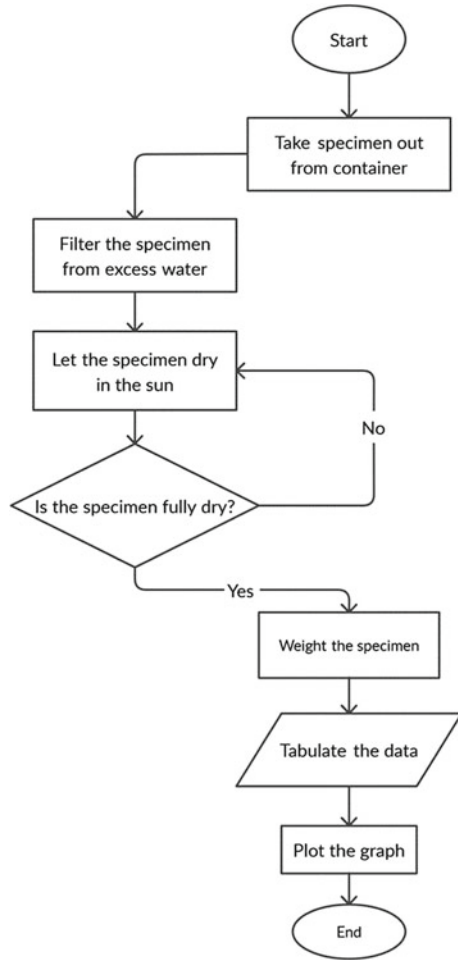 Start
Take specimen out
from container
Filter the specimen
from excess water
Let the specimen dry
in the sun
No
Is the specimen fully dry?
Yes
Weight the specimen
Tabulate the data
Plot the graph
End